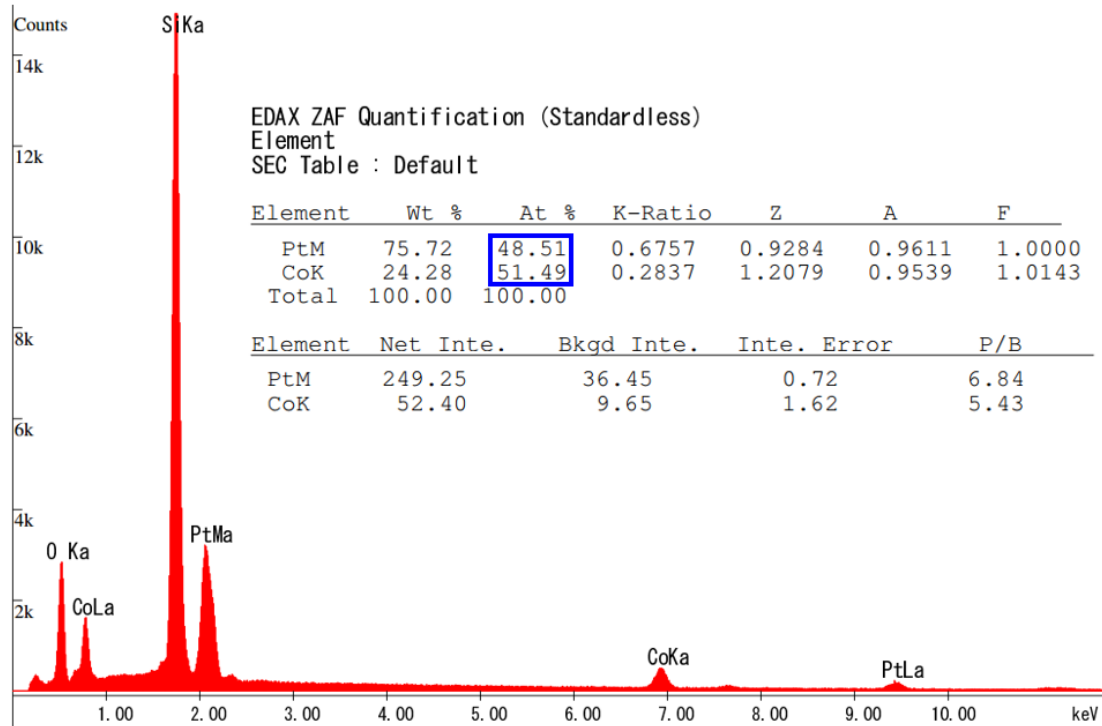 Counts
SiKa
14k
EDAX ZAF Quantification (Standardless)
Element
SEC Table : Default
12k
Element Wt % At % K-Ratio Z A F
PtM 75.72 48.51 0.6757 0.9284 0.9611 1.0000
CoK 24.28 51.49 0.2837 1.2079 0.9539 1.0143
Total 100.00 100.00
10k
Element Net Inte. Bkgd Inte. Inte. Error P/B
PtM 249.25 36.45 0.72 6.84
CoK 52.40 9.65 1.62 5.43
8k
6k
4k
PtMa
O Ka
CoLa
2k
CoKa
PtLa
1.00 2.00 3.00 4.00 5.00 6.00 7.00 8.00 9.00 10.00 keV